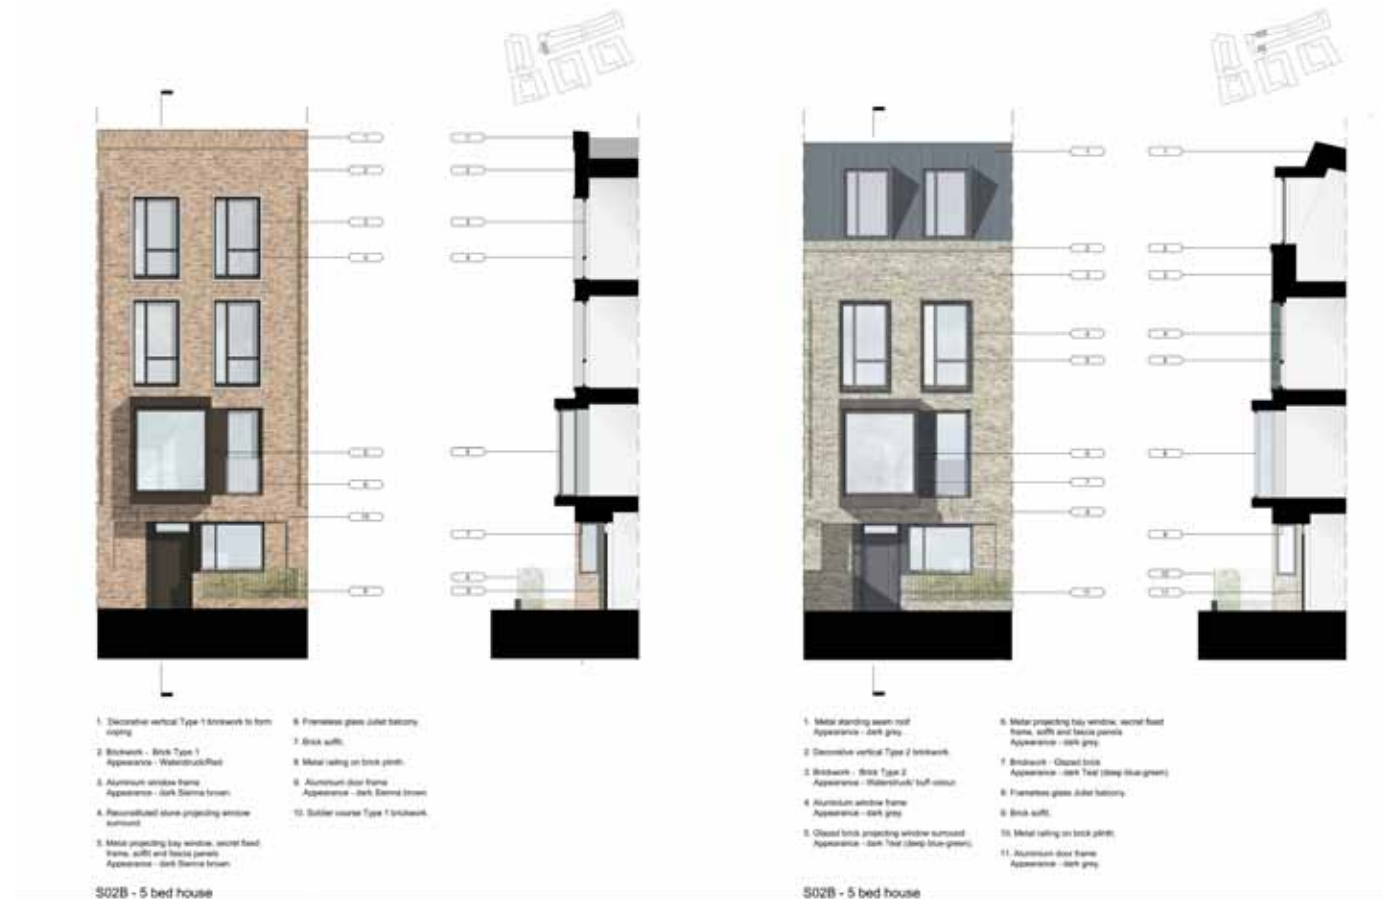 1. Decorative vertical Type 1 brickwork to form
coping
2. Brickwork - Brick Type 1
Appearance - Waterstruck/Red
3. Aluminium window frame
Appearance - dark Sienna brown
4. Reconstituted stone projecting window
surround
5. Metal projecting bay window, secret fixed
frame, soffit and fascia panels
Appearance - dark Sienna brown
6. Frameless glass Juliet balcony.
7. Brick soffit.
8. Metal railing on brick plinth.
9. Aluminium door frame
Appearance - dark Sienna brown
10. Soldier course Type 1 brickwork.
S02B - 5 bed house
1. Metal standing seam roof
Appearance - dark grey.
2. Decorative vertical Type 2 brickwork.
3. Brickwork - Brick Type 2
Appearance - Waterstruck/ buff colour.
4. Aluminium window frame
Appearance - dark grey
5. Glazed brick projecting window surround
Appearance - dark Teal (deep blue-green).
6. Metal projecting bay window, secret fixed
frame, soffit and fascia panels
Appearance - dark grey.
7. Brickwork - Glazed brick
Appearance - dark Teal (deep blue-green)
8. Frameless glass Juliet balcony.
9. Brick soffit.
10. Metal railing on brick plinth.
11. Aluminium door frame
Appearance - dark grey.
S02B - 5 bed house